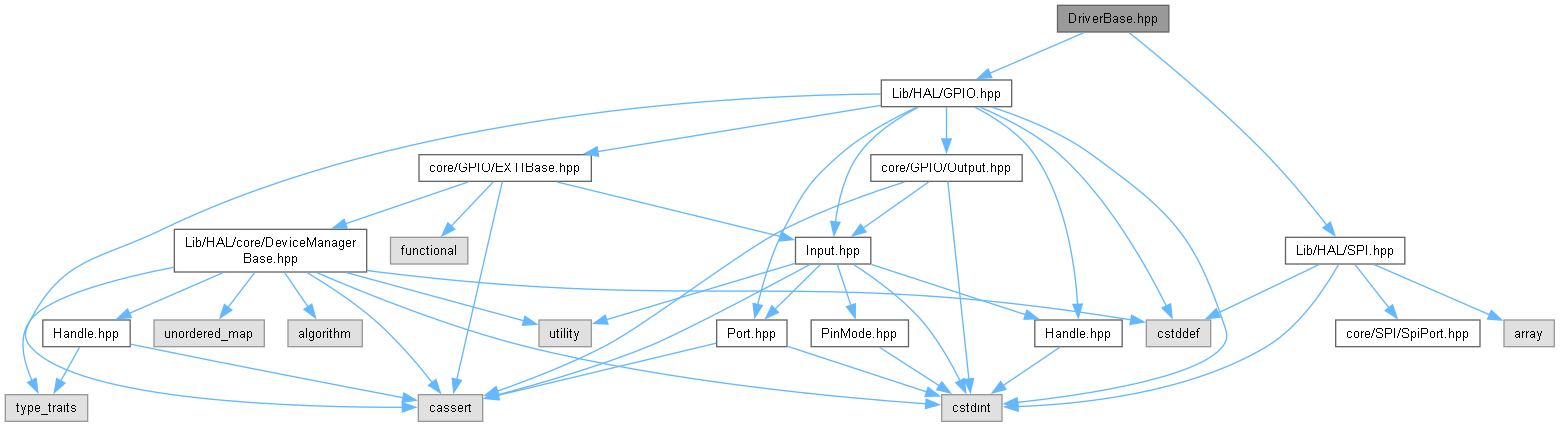 DriverBase.hpp
Lib/HAL/GPIO.hpp
core/GPIO/EXTIBase.hpp
core/GPIO/Output.hpp
Lib/HAL/core/DeviceManager
Base.hpp
functional
Input.hpp
Lib/HAL/SPI.hpp
Handle.hpp
unordered_map
algorithm
utility
Port.hpp
PinMode.hpp
Handle.hpp
cstddef
core/SPI/SpiPort.hpp
array
type_traits
cassert
cstdint